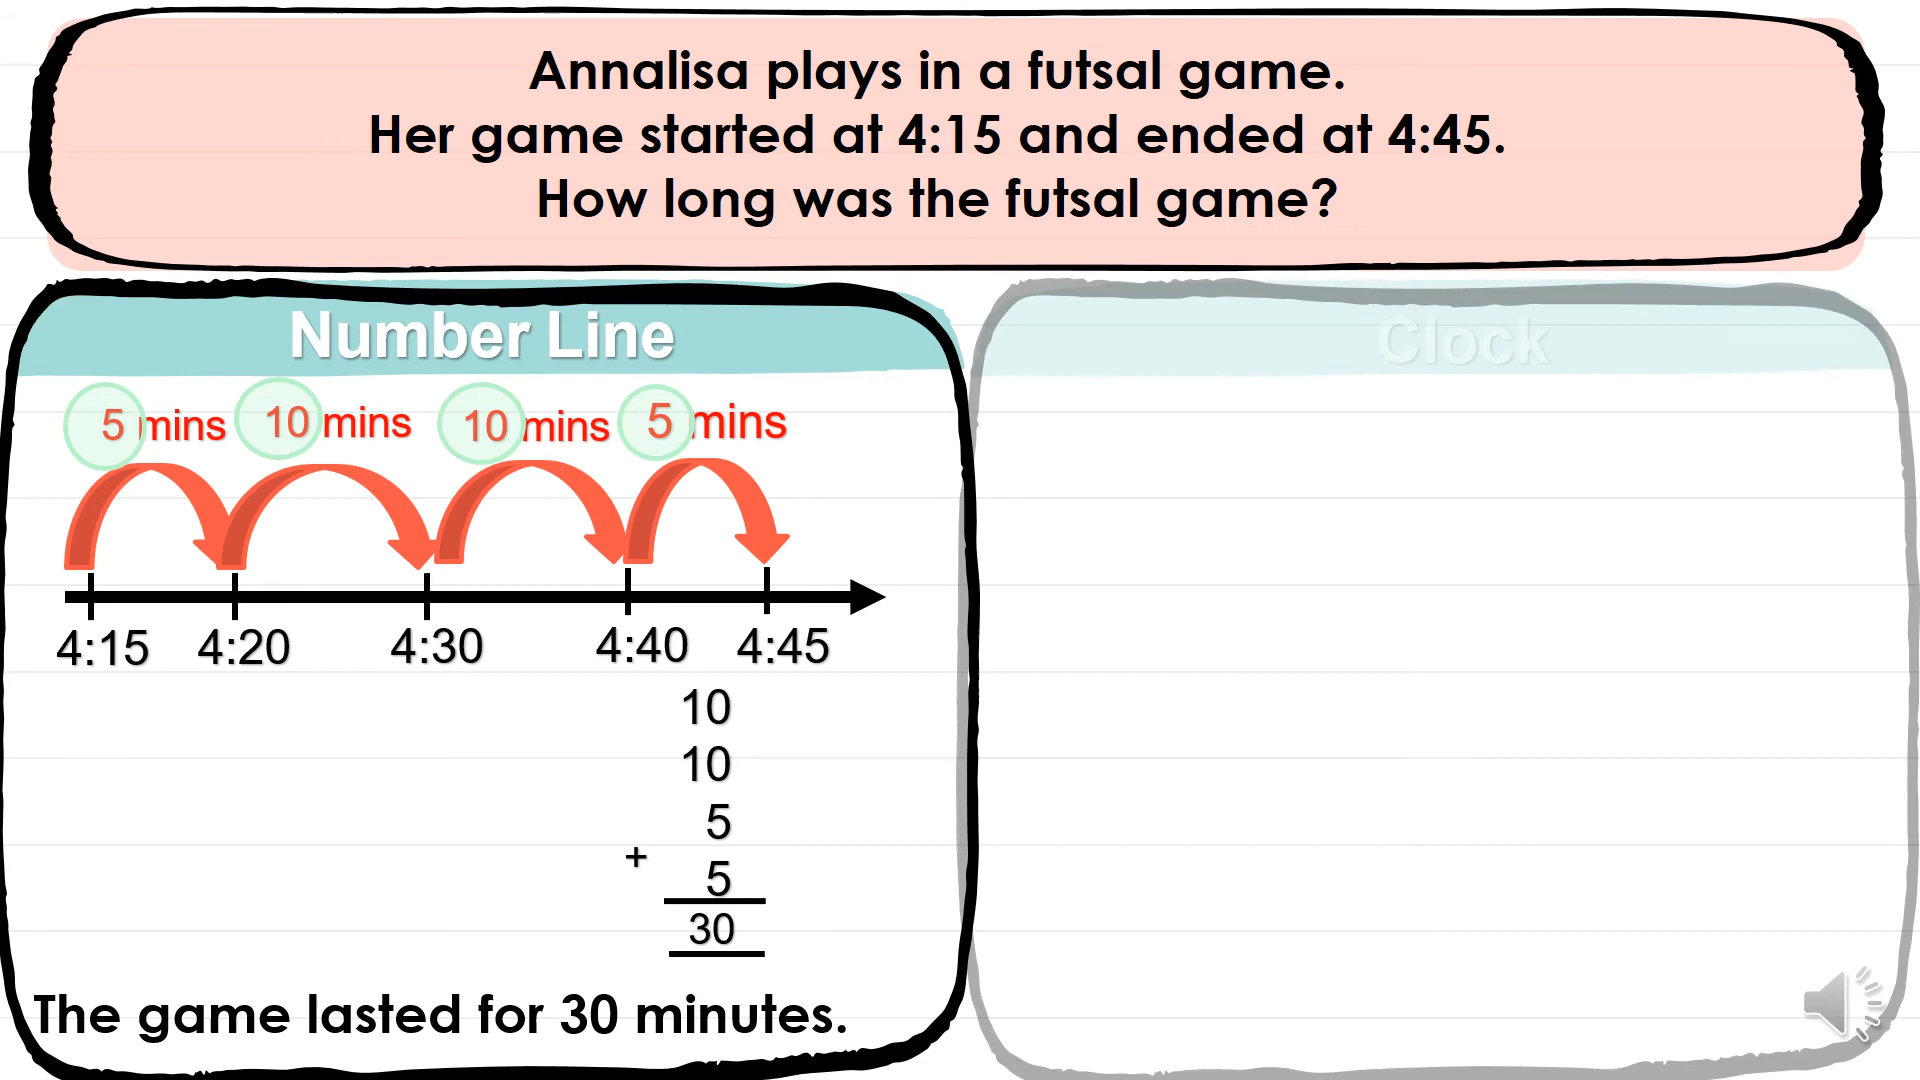 Annalisa plays in a futsal game.
Her game started at 4:15 and ended at 4:45.
How long was the futsal game?
Number Line
5 mins 10 mins 10 mins 5 mins
4:15 4:20 4:30 4:40 4:45
10
10
5
+ 5
30
The game lasted for 30 minutes.
Clock